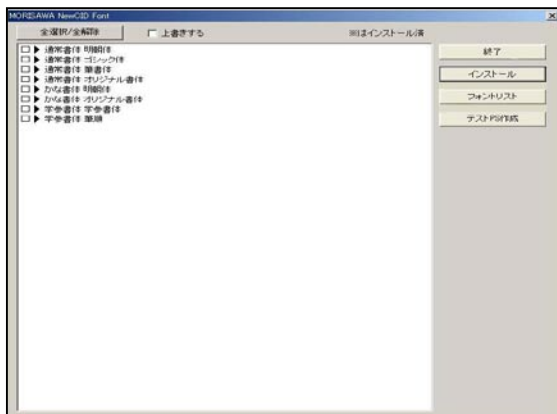 MORISAWA NewCID Font
全選択/全解除
上書きする
※はインストール済
通常書体 明朝体
通常書体 ゴシック体
通常書体 筆書体
通常書体 オリジナル書体
かな書体 明朝体
かな書体 オリジナル書体
学参書体 学参書体
学参書体 筆順
終了
インストール
フォントリスト
テストPS作成